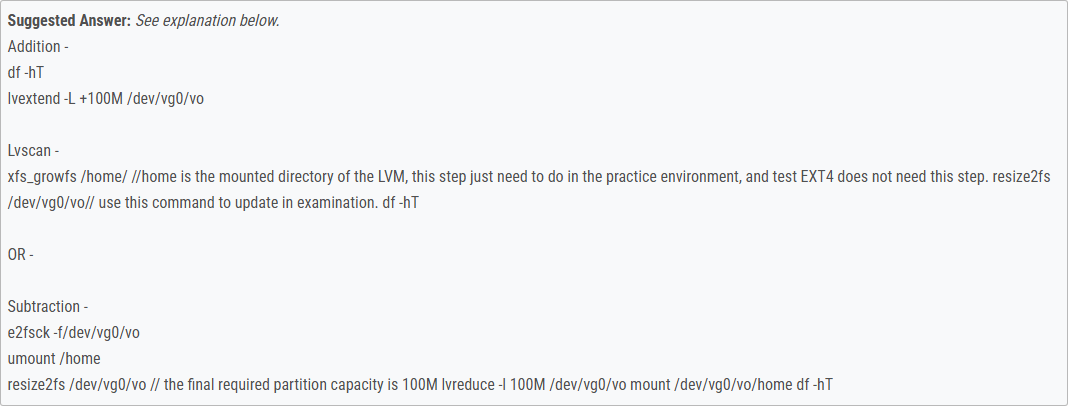 Suggested Answer: See explanation below.
Addition -
df -hT
lvextend -L +100M /dev/vg0/vo
Lvscan -
xfs_growfs /home/ //home is the mounted directory of the LVM, this step just need to do in the practice environment, and test EXT4 does not need this step. resize2fs
/dev/vg0/vo// use this command to update in examination. df -hT
OR -
Subtraction -
e2fsck -f/dev/vg0/vo
umount /home
resize2fs /dev/vg0/vo // the final required partition capacity is 100M lvreduce -l 100M /dev/vg0/vo mount /dev/vg0/vo/home df -hT